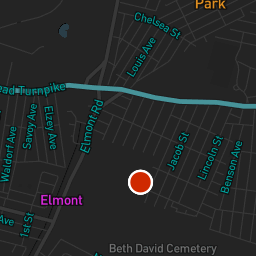 Park
Chelsea St
Louis Ave
ead Turnpike
Elmont Rd
Elzey Ave
Savoy Ave
Waldorf Ave
Jacob St
Lincoln St
Benson Ave
Elmont
Ave
1st St
Beth David Cemetery